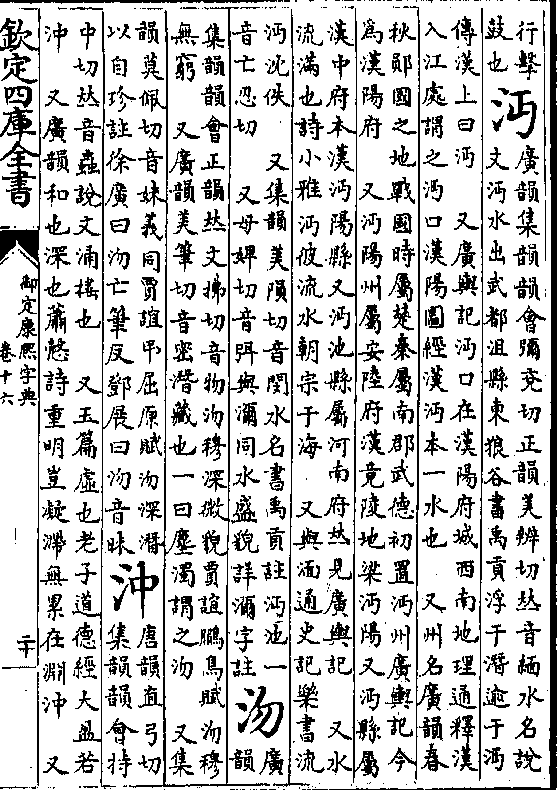 行擊
鼓也
沔
廣韻集韻韻會彌兖切正韻美辨切𠀤音緬水名說
文沔水出武都沮縣東狼谷書禹貢浮于潛逾于沔
傳漢上曰沔　又廣輿記沔口在漢陽府城西南地理通釋漢
入江處謂之沔口漢陽圖經漢沔本一水也　又州名廣韻春
秋鄖國之地戰國時屬楚秦屬南郡武德初置沔州廣輿記今
爲漢陽府　又沔陽州屬安陸府漢竟陵地梁沔陽又沔縣屬
漢中府本漢沔陽縣又沔池縣屬河南府𠀤見廣輿記　又水
流滿也詩小雅沔彼流水朝宗于海　又與湎通史記樂書流
沔沈佚　又集韻美隕切音閔水名書禹貢註沔池一
音亡忍切　又母婢切音弭與瀰同水盛貌詳瀰字註
沕
廣
韻
集韻韻會正韻𠀤文拂切音物沕穆深微貌賈誼鵩鳥賦沕穆
無窮　又廣韻美筆切音密潛藏也一曰塵濁謂之沕　又集
韻莫佩切音妹義同賈誼弔屈原賦沕深潛
以自珍註徐廣曰沕亡筆反鄧展曰沕音昧
沖
唐韻直弓切
集韻韻會持
中切𠀤音蟲說文涌搖也　又玉篇虛也老子道德經大盈若
沖　又廣韻和也深也蕭慤詩重明豈凝滯無累在淵沖　又
欽定四庫全書
御定康熙字典
卷十六
二十